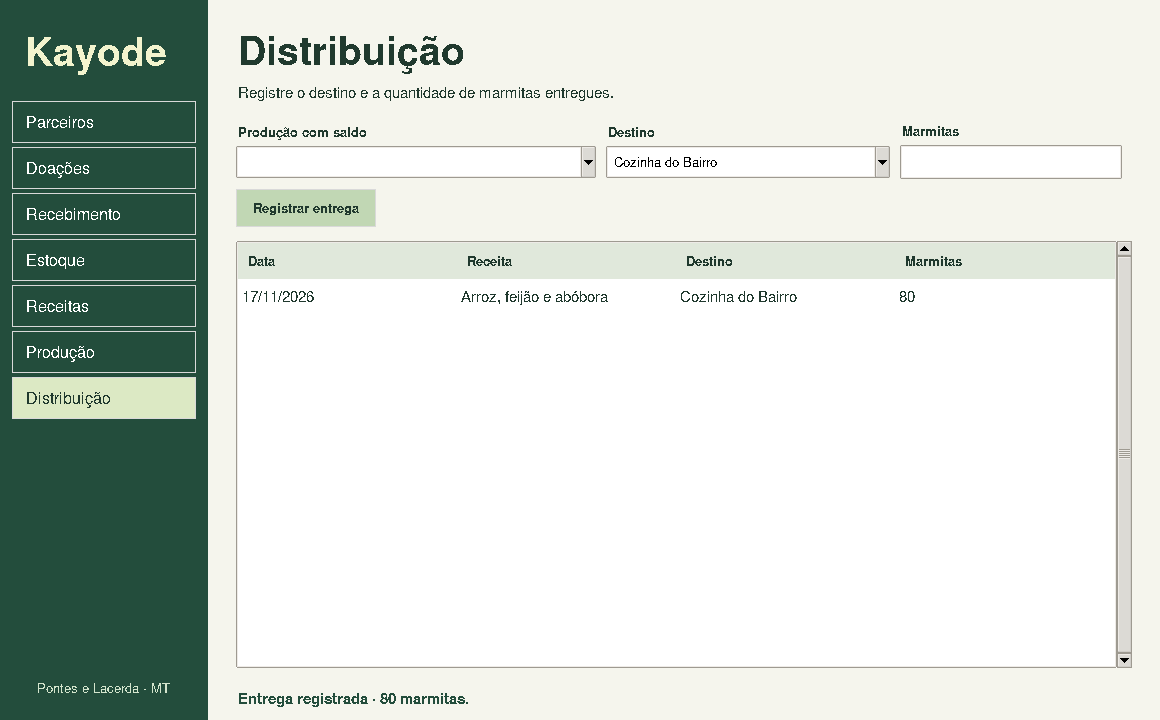 Kayode
Parceiros
Doações
Recebimento
Estoque
Receitas
Produção
Distribuição
Pontes e Lacerda · MT
Distribuição
Registre o destino e a quantidade de marmitas entregues.
Produção com saldo
Destino
Marmitas
Cozinha do Bairro
Registrar entrega
Data Receita Destino Marmitas
17/11/2026 Arroz, feijão e abóbora Cozinha do Bairro 80
Entrega registrada · 80 marmitas.